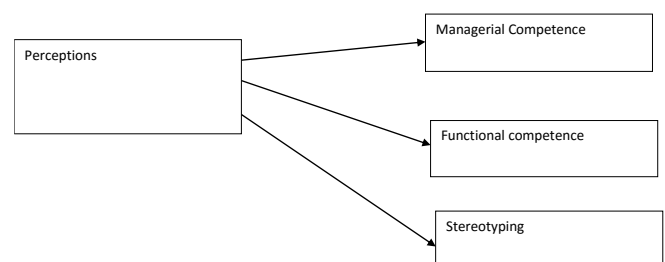 Managerial Competence
Perceptions
Functional competence
Stereotyping